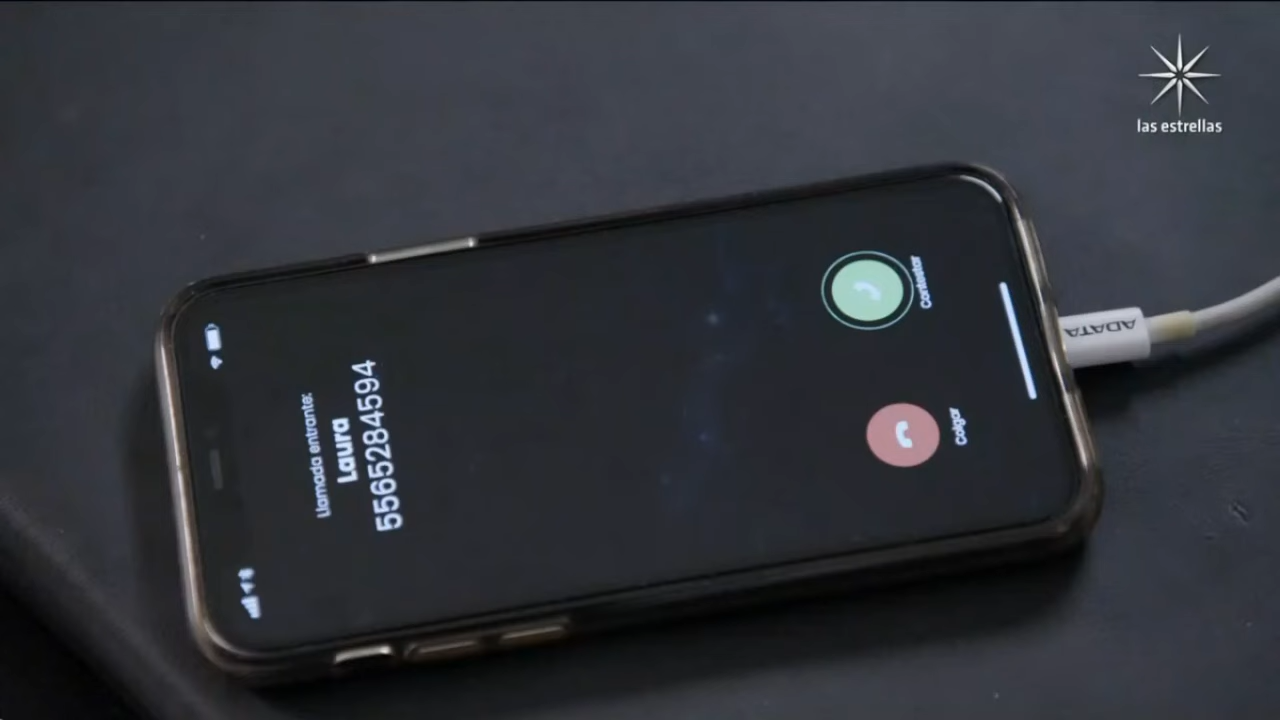 las estrellas
Llamada entrante:
Laura
5565284594
Contestar
Colgar
ADATA